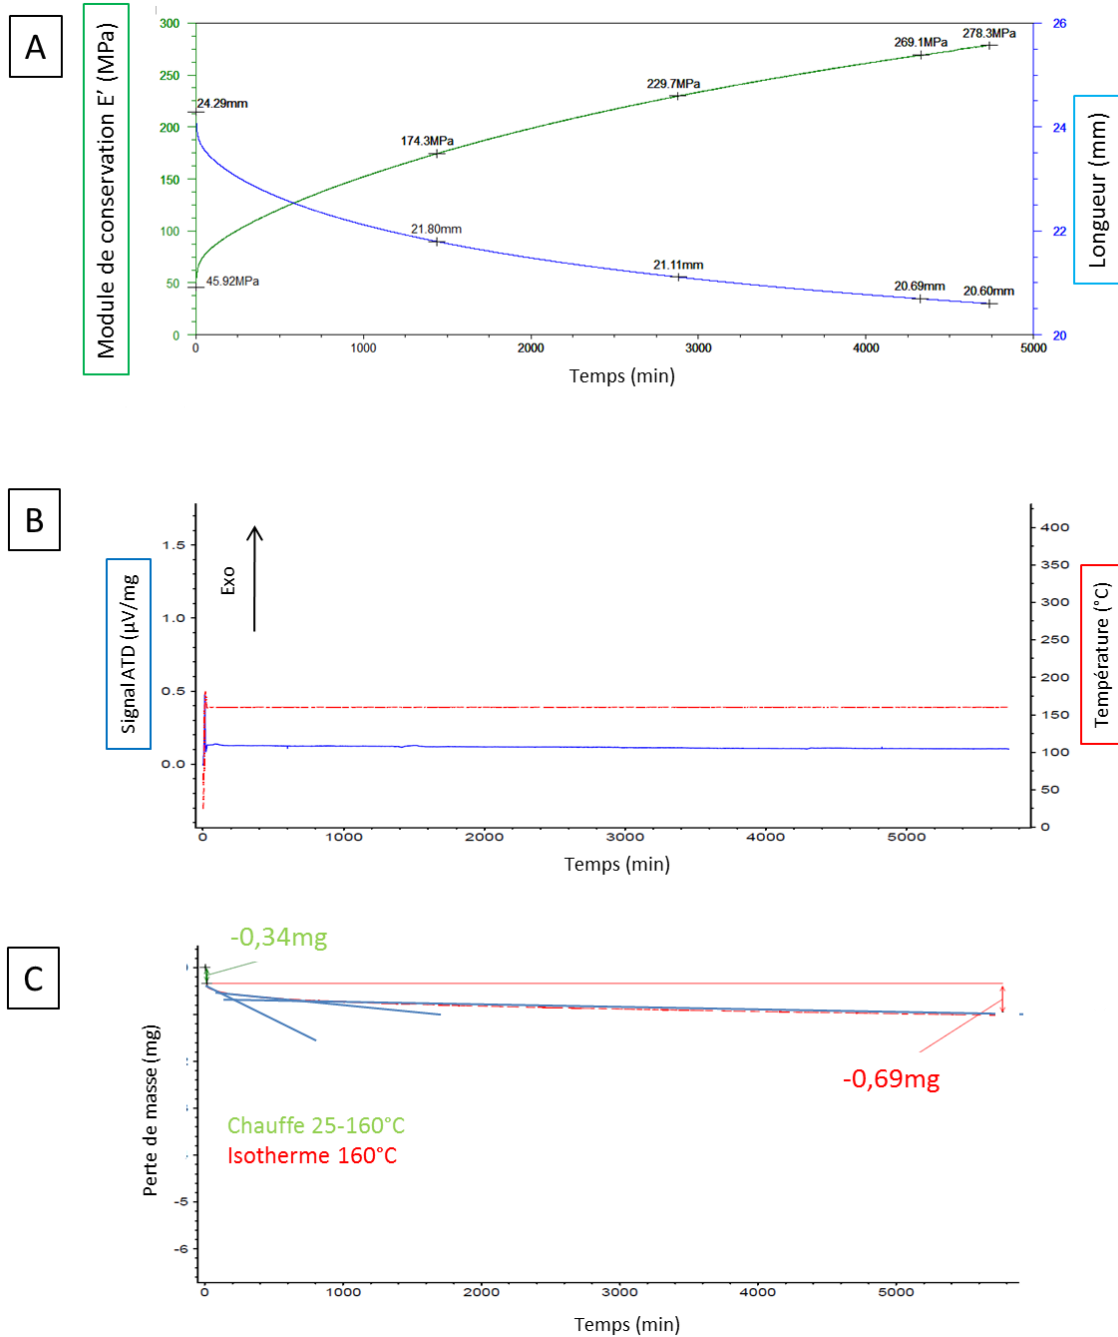 A
Module de conservation E’ (MPa)
300
250
200
150
100
50
0
24.29mm
45.92MPa
174.3MPa
21.80mm
229.7MPa
21.11mm
269.1MPa
20.69mm
278.3MPa
20.60mm
26
24
22
20
Longueur (mm)
0
1000
2000
3000
4000
5000
Temps (min)
B
Signal ATD (µV/mg
1.5
1.0
0.5
0.0
Exo
400
350
300
250
200
150
100
50
0
Température (°C)
0
1000
2000
3000
4000
5000
Temps (min)
C
Perte de masse (mg)
-0,34mg
-0,69mg
Chauffe 25-160°C
Isotherme 160°C
-5
-6
0
1000
2000
3000
4000
5000
Temps (min)